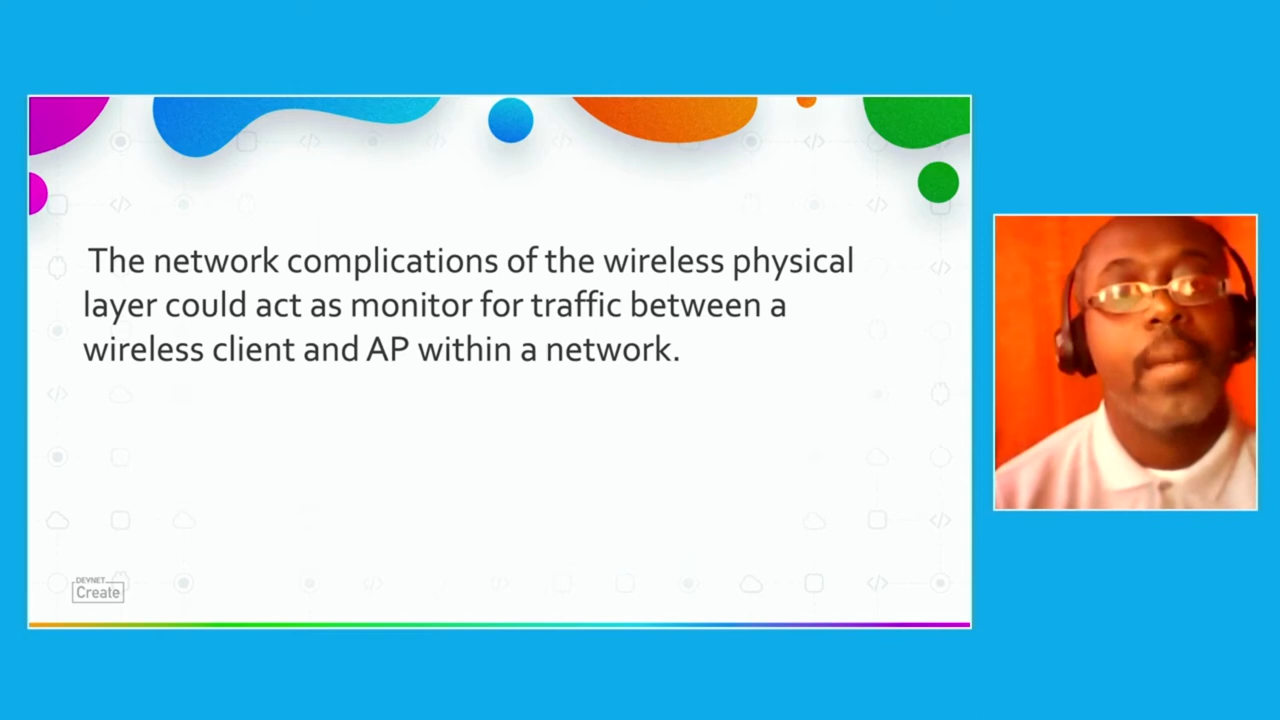 The network complications of the wireless physical
layer could act as monitor for traffic between a
wireless client and AP within a network.
DEVNET
Create